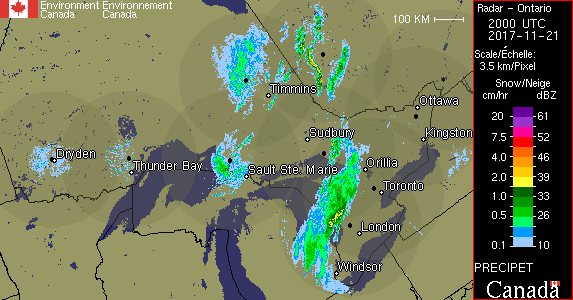 Environment Environnement
Canada Canada
100 KM
Timmins
Ottawa
Sudbury
Kingston
Dryden
Thunder Bay
Sault Ste. Marie
Orillia
Toronto
London
Windsor
Radar - Ontario
2000 UTC
2017-11-21
Scale/Échelle:
3.5 km/Pixel
Snow/Neige
cm/hr dBZ
20 61
7.5 52
4.0 46
2.0 39
1.0 33
0.5 26
0.1 10
PRECIPET
Canada